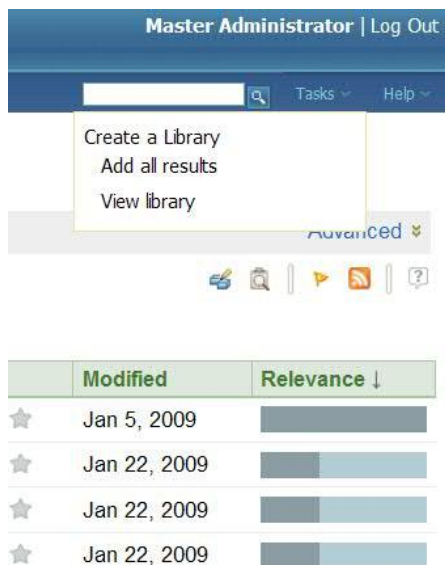 Master Administrator | Log Out
Tasks Help
Create a Library
Add all results
View library
Advanced
?
Modified Relevance ↓
Jan 5, 2009
Jan 22, 2009
Jan 22, 2009
Jan 22, 2009